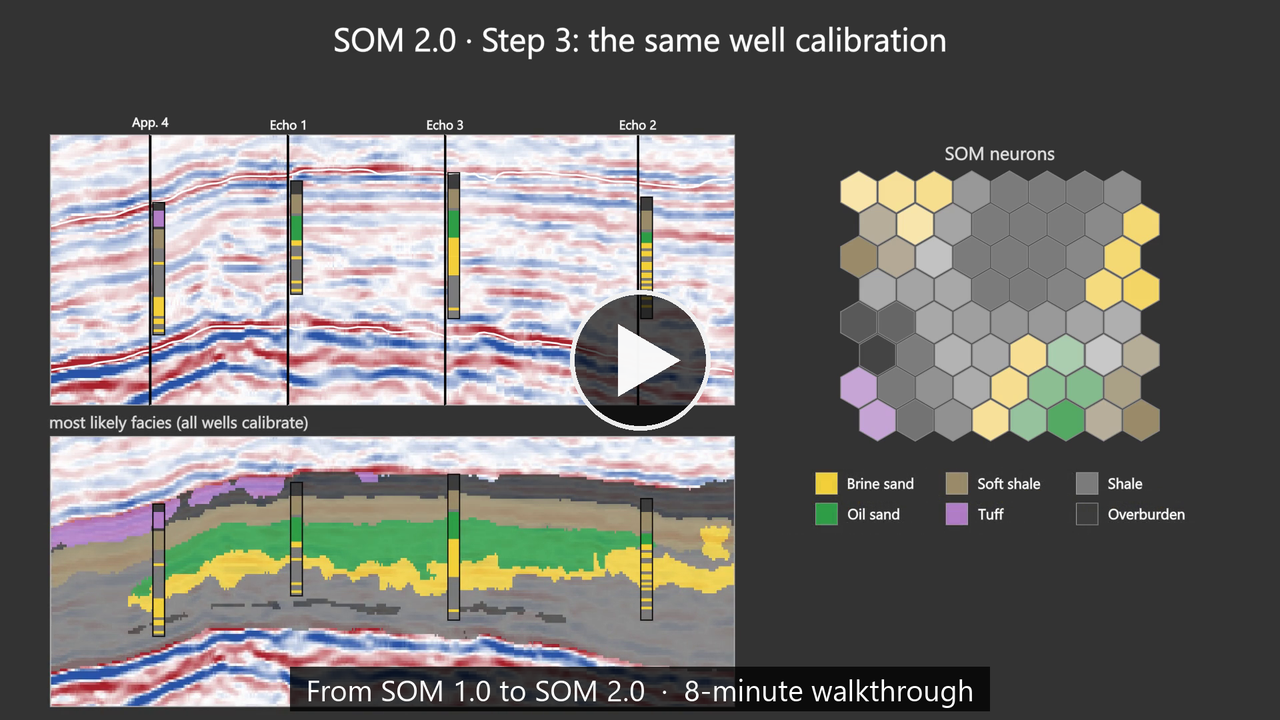 SOM 2.0 · Step 3: the same well calibration
App. 4
Echo 1
Echo 3
Echo 2
SOM neurons
most likely facies (all wells calibrate)
Brine sand
Soft shale
Shale
Oil sand
Tuff
Overburden
From SOM 1.0 to SOM 2.0 · 8-minute walkthrough